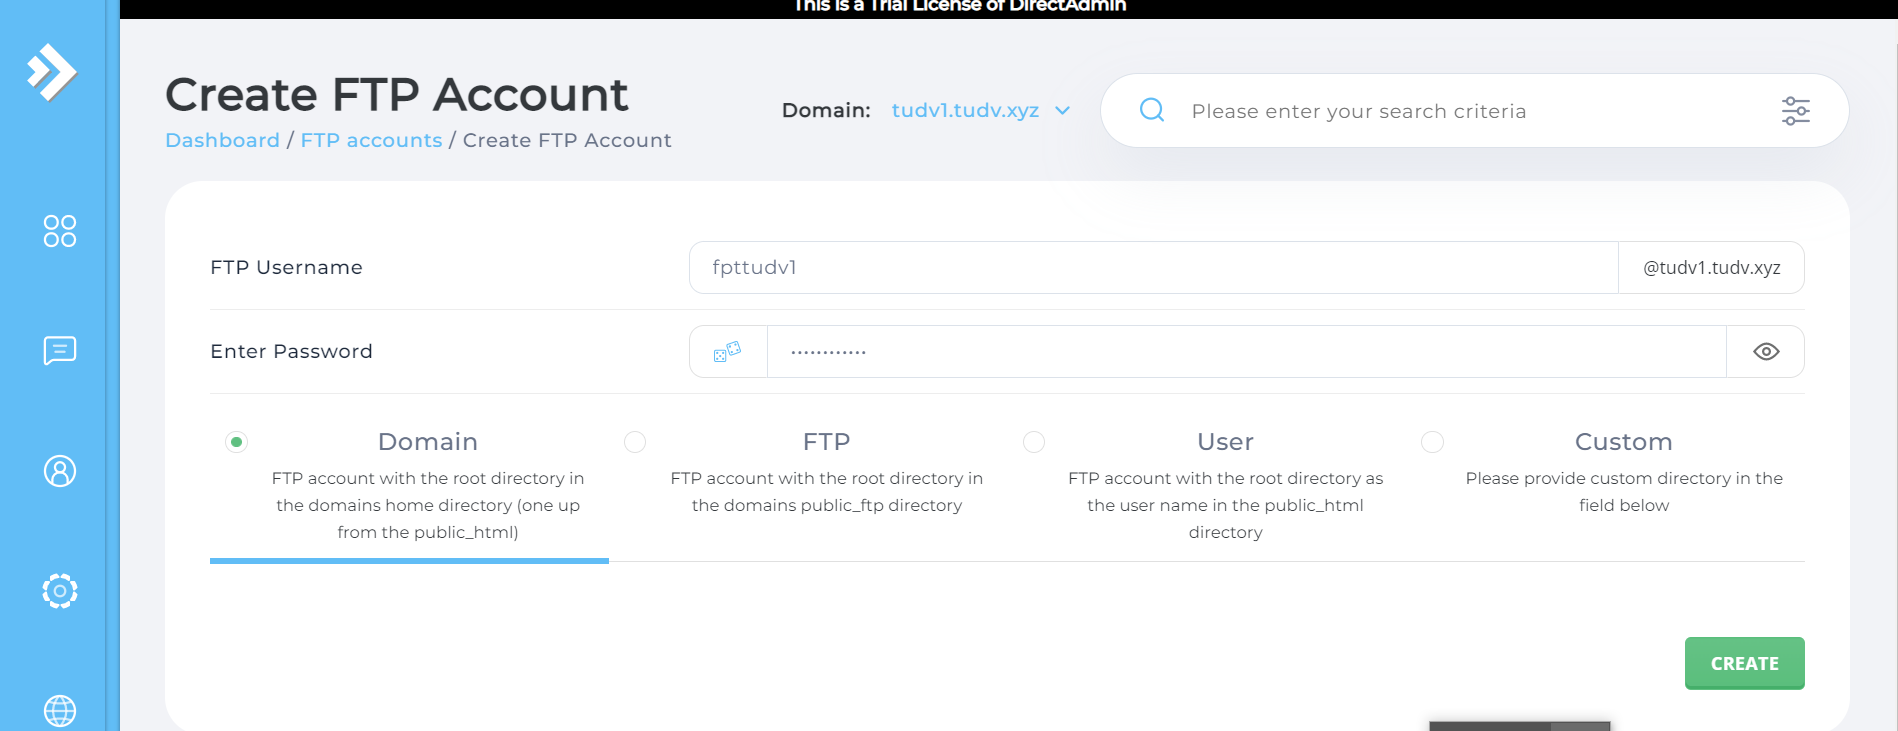 This is a Trial License of DirectAdmin
Create FTP Account
Dashboard / FTP accounts / Create FTP Account
Domain: tudv1.tudv.xyz
Please enter your search criteria
FTP Username
fpttudv1
@tudv1.tudv.xyz
Enter Password
............
Domain
FTP account with the root directory in
the domains home directory (one up
from the public_html)
FTP
FTP account with the root directory in
the domains public_ftp directory
User
FTP account with the root directory as
the user name in the public_html
directory
Custom
Please provide custom directory in the
field below
CREATE